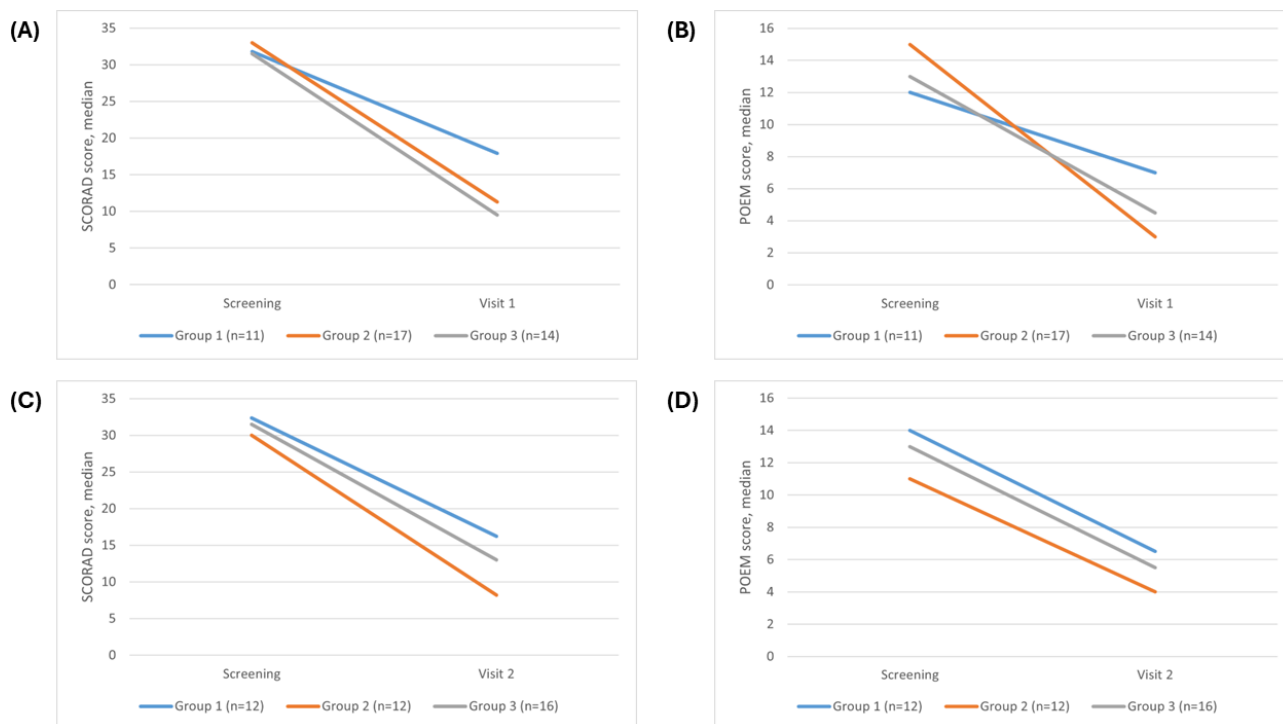 (A)
SCORAD score, median
35
30
25
20
15
10
5
0
Screening Visit 1
Group 1 (n=11) Group 2 (n=17) Group 3 (n=14)
(B)
POEM score, median
16
14
12
10
8
6
4
2
0
Screening Visit 1
Group 1 (n=11) Group 2 (n=17) Group 3 (n=14)
(C)
SCORAD score, median
35
30
25
20
15
10
5
0
Screening Visit 2
Group 1 (n=12) Group 2 (n=12) Group 3 (n=16)
(D)
POEM score, median
16
14
12
10
8
6
4
2
0
Screening Visit 2
Group 1 (n=12) Group 2 (n=12) Group 3 (n=16)